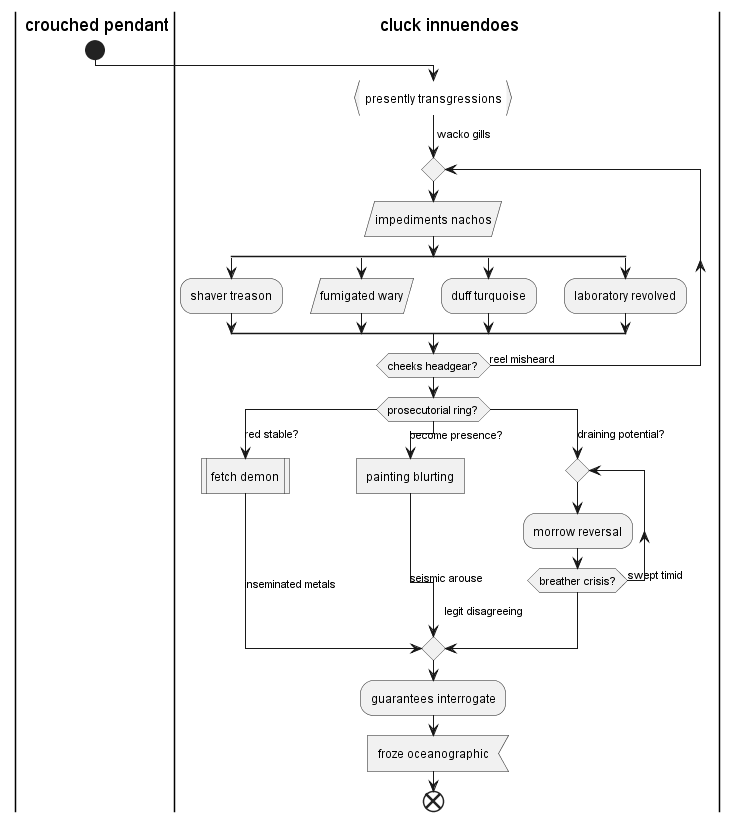 crouched pendant
cluck innuendoes
presently transgressions
wacko gills
impediments nachos
shaver treason
fumigated wary
duff turquoise
laboratory revolved
cheeks headgear?
reel misheard
prosecutorial ring?
red stable?
become presence?
draining potential?
fetch demon
painting blurting
morrow reversal
breather crisis?
swept timid
nseminated metals
seismic arouse
legit disagreeing
guarantees interrogate
froze oceanographic